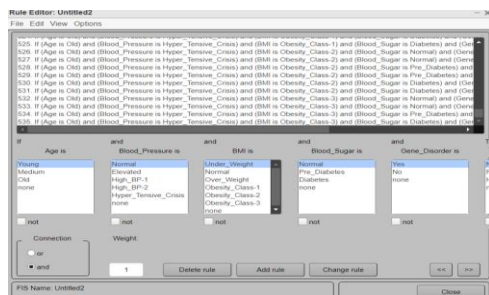 Rule Editor: Untitled2
File Edit View Options
525. If (Age is Old) and (Blood_Pressure is Hyper_Tensive_Crisis) and (BMI is Obesity_Class-1) and (Blood_Sugar is Diabetes) and (Gene
526. If (Age is Old) and (Blood_Pressure is Hyper_Tensive_Crisis) and (BMI is Obesity_Class-1) and (Blood_Sugar is Diabetes) and (Gen
527. If (Age is Old) and (Blood_Pressure is Hyper_Tensive_Crisis) and (BMI is Obesity_Class-2) and (Blood_Sugar is Normal) and (Gene
528. If (Age is Old) and (Blood_Pressure is Hyper_Tensive_Crisis) and (BMI is Obesity_Class-2) and (Blood_Sugar is Normal) and (Gene
529. If (Age is Old) and (Blood_Pressure is Hyper_Tensive_Crisis) and (BMI is Obesity_Class-2) and (Blood_Sugar is Pre_Diabetes) and
530. If (Age is Old) and (Blood_Pressure is Hyper_Tensive_Crisis) and (BMI is Obesity_Class-2) and (Blood_Sugar is Diabetes) and (Gen
531. If (Age is Old) and (Blood_Pressure is Hyper_Tensive_Crisis) and (BMI is Obesity_Class-2) and (Blood_Sugar is Diabetes) and (Gen
532. If (Age is Old) and (Blood_Pressure is Hyper_Tensive_Crisis) and (BMI is Obesity_Class-3) and (Blood_Sugar is Normal) and (Gene
533. If (Age is Old) and (Blood_Pressure is Hyper_Tensive_Crisis) and (BMI is Obesity_Class-3) and (Blood_Sugar is Normal) and (Gene
534. If (Age is Old) and (Blood_Pressure is Hyper_Tensive_Crisis) and (BMI is Obesity_Class-3) and (Blood_Sugar is Pre_Diabetes) and
535. If (Age is Old) and (Blood_Pressure is Hyper_Tensive_Crisis) and (BMI is Obesity_Class-3) and (Blood_Sugar is Diabetes) and (Gen
If and and and and
Age is Blood_Pressure is BMI is Blood_Sugar is Gene_Disorder is
Young Normal Under_Weight Normal Yes
Medium Elevated Normal Pre_Diabetes No
Old High_BP-1 Over_Weight Diabetes none
none High_BP-2 Obesity_Class-1 none
Hyper_Tensive_Crisis Obesity_Class-2
none Obesity_Class-3
none
not not not not not
Connection Weight:
or
and 1 Delete rule Add rule Change rule << >>
FIS Name: Untitled2 Close